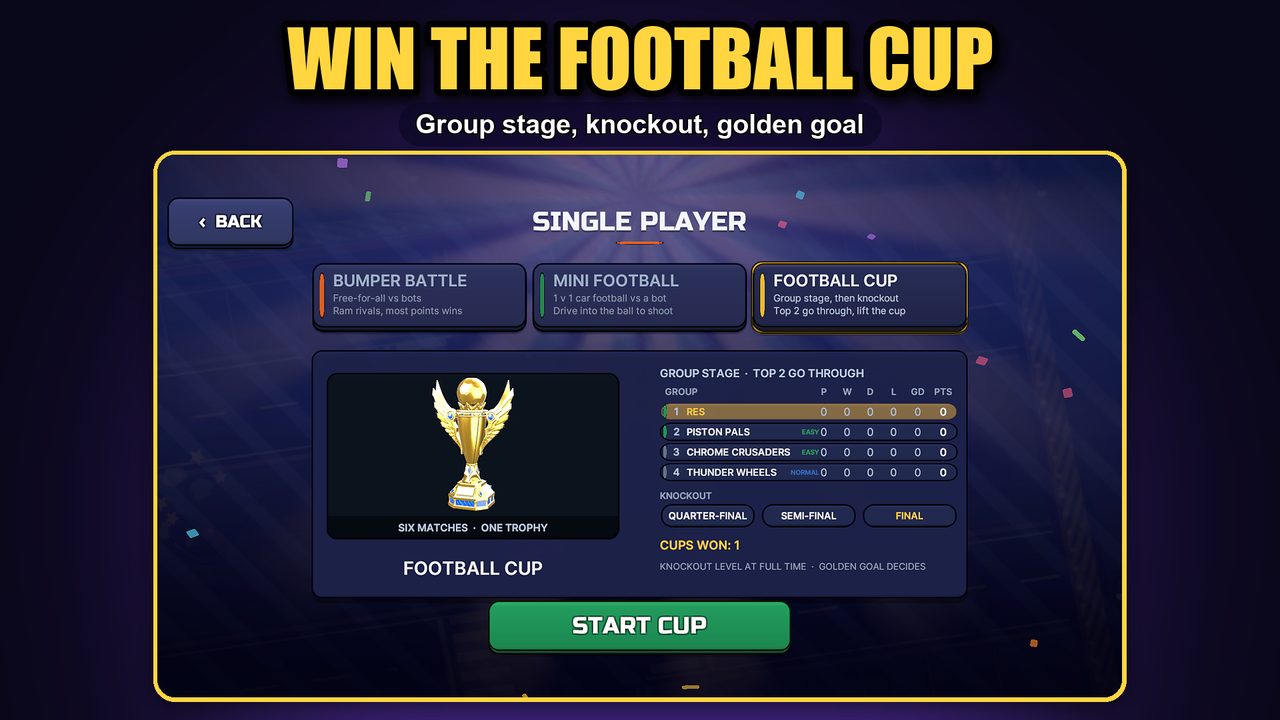 WIN THE FOOTBALL CUP
Group stage, knockout, golden goal
‹ BACK
SINGLE PLAYER
BUMPER BATTLE
Free-for-all vs bots
Ram rivals, most points wins
MINI FOOTBALL
1 v 1 car football vs a bot
Drive into the ball to shoot
FOOTBALL CUP
Group stage, then knockout
Top 2 go through, lift the cup
SIX MATCHES · ONE TROPHY
FOOTBALL CUP
GROUP STAGE · TOP 2 GO THROUGH
GROUP P W D L GD PTS
1 RES 0 0 0 0 0 0
2 PISTON PALS EASY 0 0 0 0 0 0
3 CHROME CRUSADERS EASY 0 0 0 0 0 0
4 THUNDER WHEELS NORMAL 0 0 0 0 0 0
KNOCKOUT
QUARTER-FINAL SEMI-FINAL FINAL
CUPS WON: 1
KNOCKOUT LEVEL AT FULL TIME · GOLDEN GOAL DECIDES
START CUP